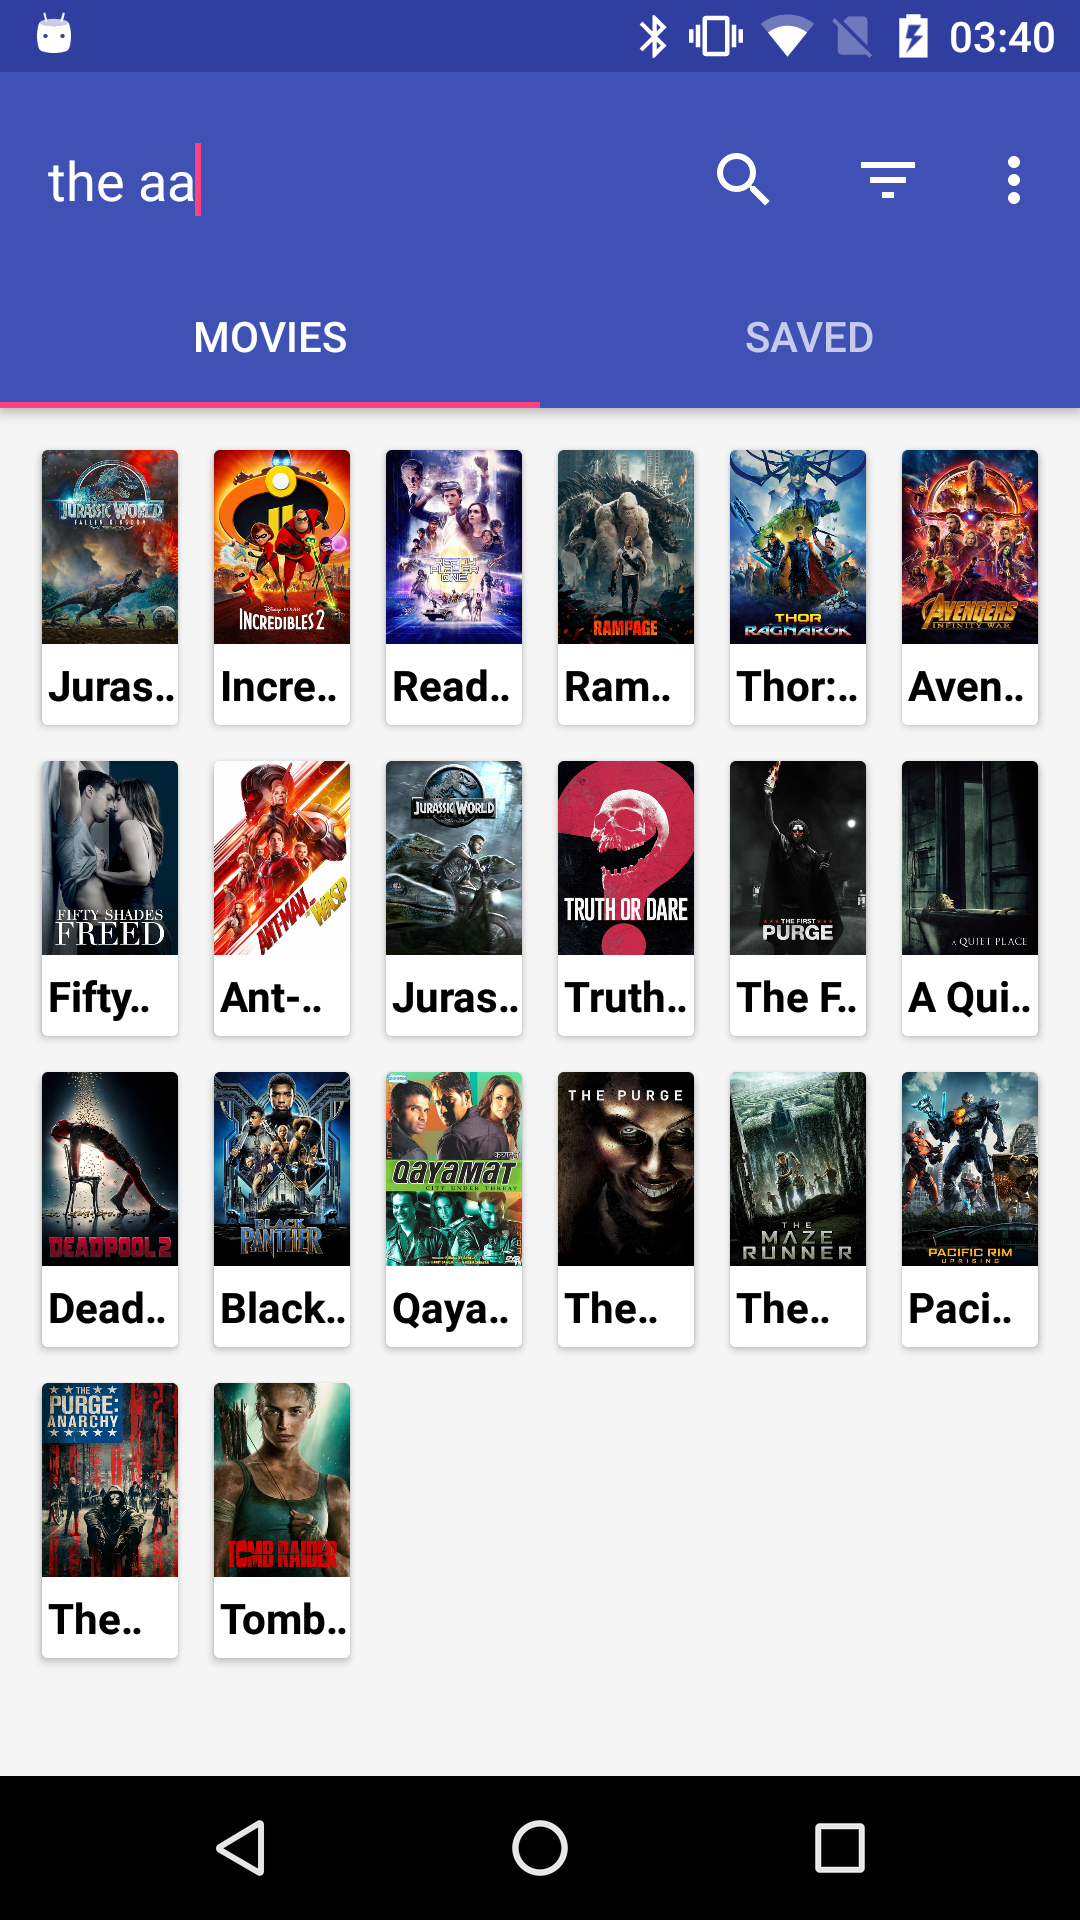 03:40
the aa
MOVIES
SAVED
JURASSIC WORLD
FALLEN KINGDOM
Disney PIXAR
INCREDIBLES 2
READY PLAYER ONE
RAMPAGE
THOR
RAGNAROK
AVENGERS
INFINITY WAR
Juras..
Incre..
Read..
Ram..
Thor:..
Aven..
FIFTY SHADES
FREED
ANT-MAN
WASP
JURASSIC WORLD
TRUTH OR DARE
THE FIRST
PURGE
A QUIET PLACE
Fifty..
Ant-..
Juras..
Truth..
The F..
A Qui..
DEADPOOL 2
BLACK
PANTHER
QAYAMAT
CITY UNDER THREAT
THE PURGE
THE
MAZE
RUNNER
PACIFIC RIM
UPRISING
Dead..
Black..
Qaya..
The..
The..
Paci..
THE
PURGE:
ANARCHY
TOMB RAIDER
The..
Tomb..